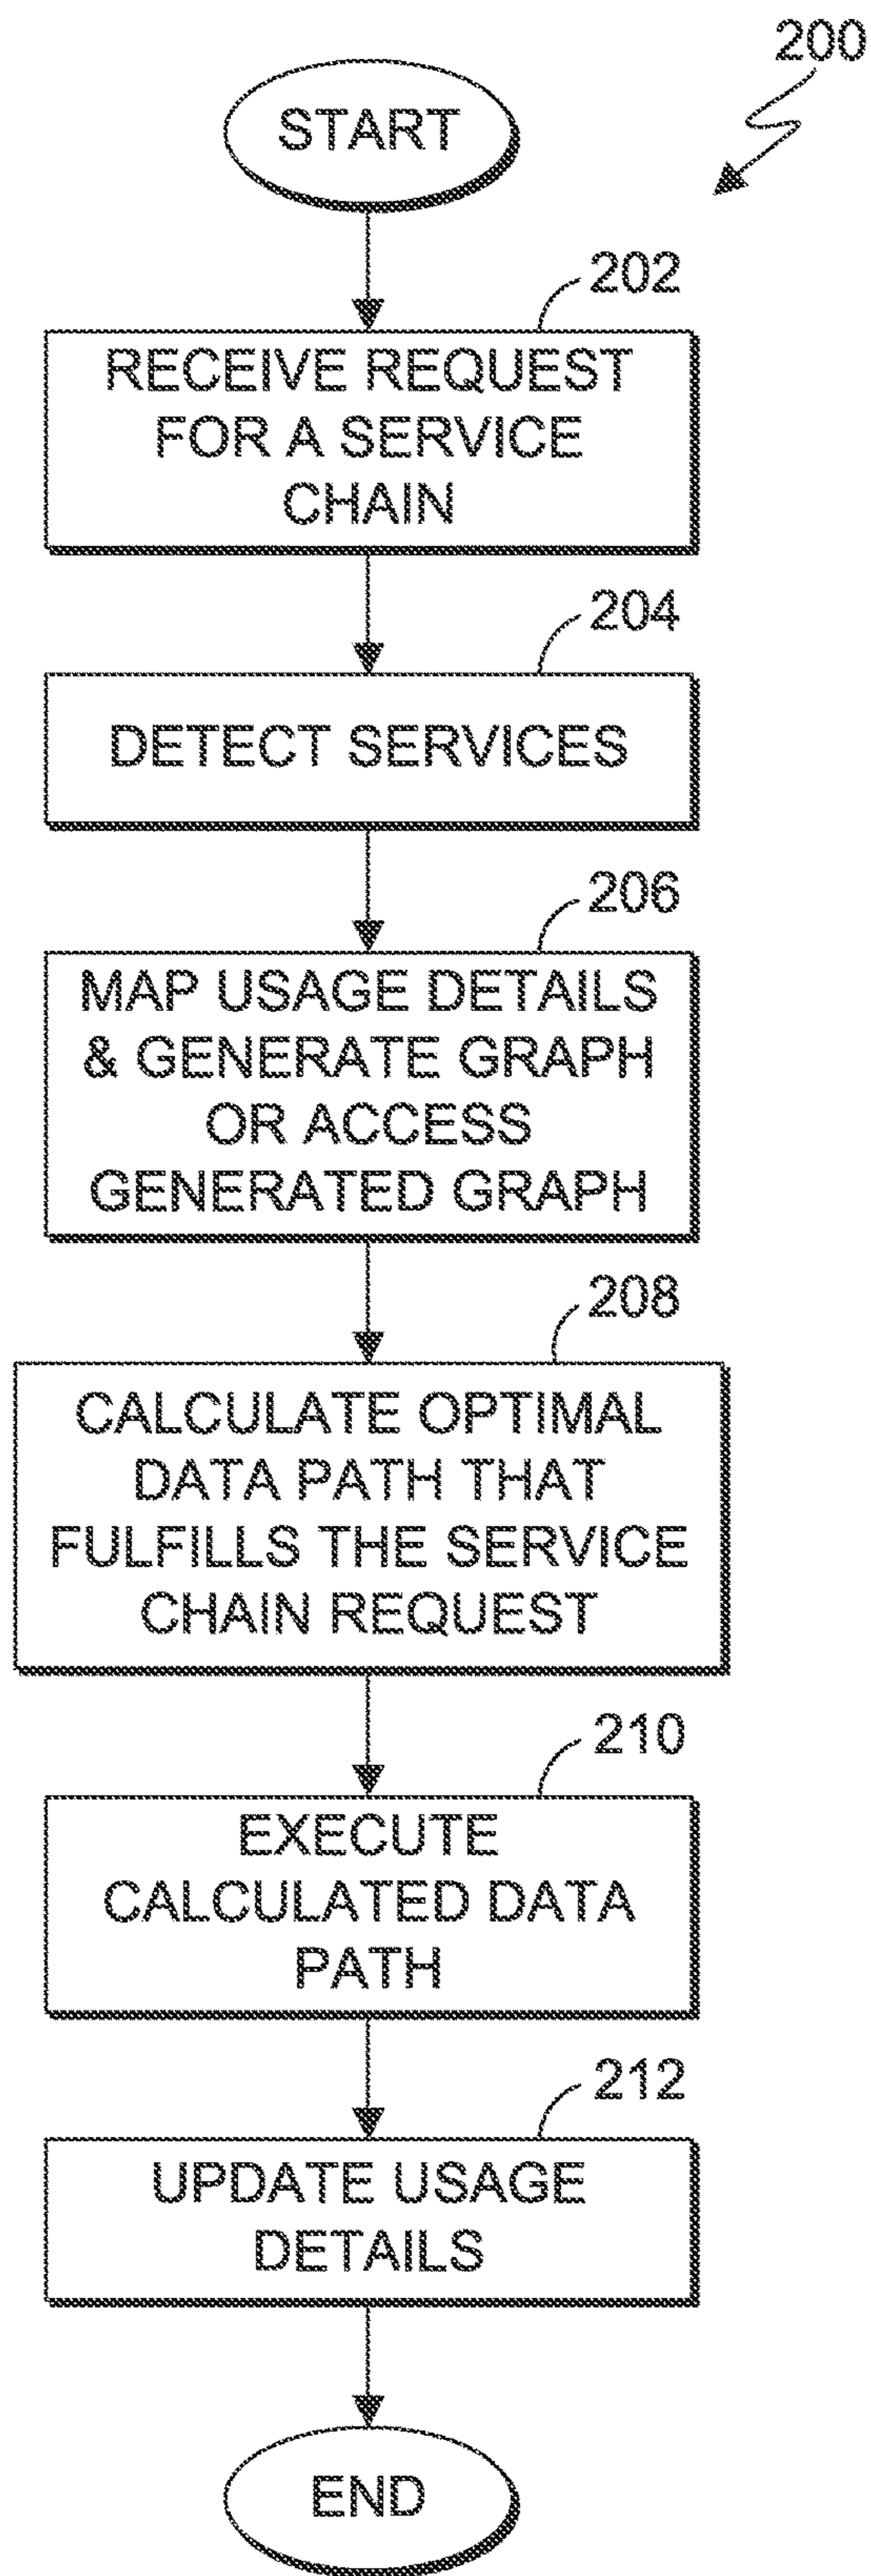 200
START
202
RECEIVE REQUEST
FOR A SERVICE
CHAIN
204
DETECT SERVICES
206
MAP USAGE DETAILS
& GENERATE GRAPH
OR ACCESS
GENERATED GRAPH
208
CALCULATE OPTIMAL
DATA PATH THAT
FULFILLS THE SERVICE
CHAIN REQUEST
210
EXECUTE
CALCULATED DATA
PATH
212
UPDATE USAGE
DETAILS
END